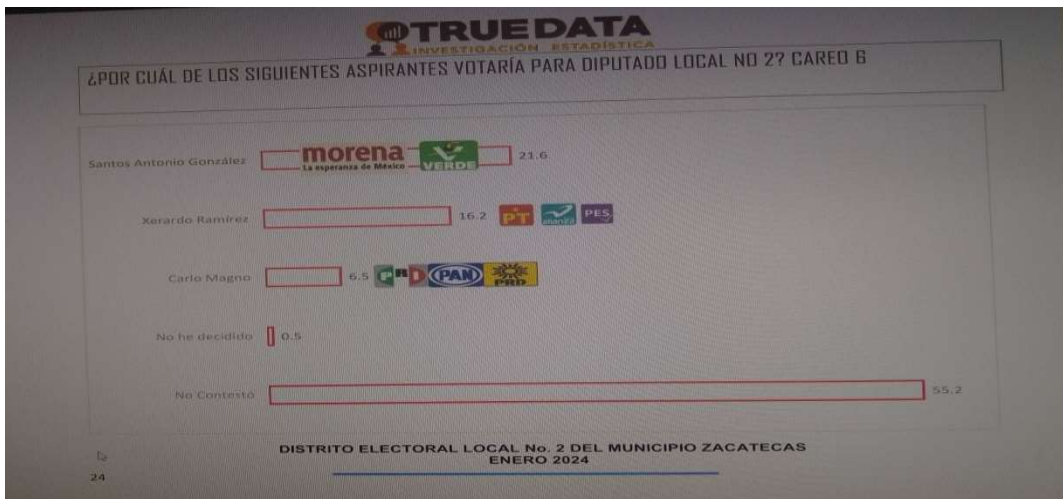 TRUEDATA
INVESTIGACIÓN ESTADÍSTICA
¿POR CUÁL DE LOS SIGUIENTES ASPIRANTES VOTARÍA PARA DIPUTADO LOCAL NO 2? CAREO 6
Santos Antonio González morena La esperanza de México VERDE 21.6
Xerardo Ramírez 16.2 PT alianza PES
Carlo Magno 6.5 PRD PAN PRD
No he decidido 0.5
No Contestó 55.2
DISTRITO ELECTORAL LOCAL No. 2 DEL MUNICIPIO ZACATECAS
ENERO 2024
24